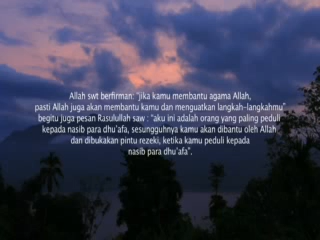 Allah swt berfirman: "jika kamu membantu agama Allah,
pasti Allah juga akan membantu kamu dan menguatkan langkah-langkahmu"
begitu juga pesan Rasulullah saw : "aku ini adalah orang yang paling peduli
kepada nasib para dhu'afa, sesungguhnya kamu akan dibantu oleh Allah
dan dibukakan pintu rezeki, ketika kamu peduli kepada
nasib para dhu'afa".